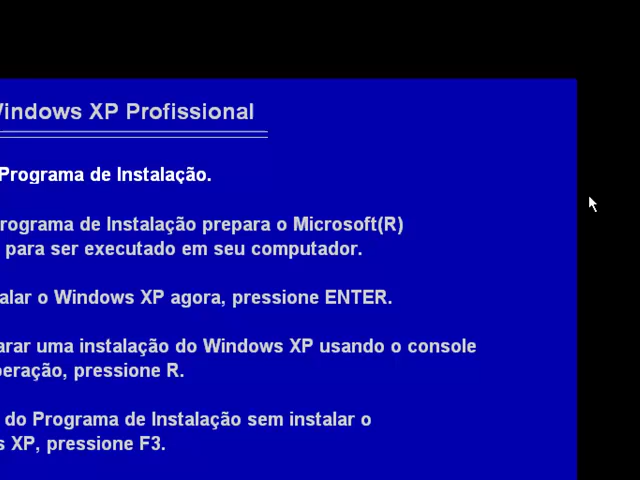 Windows XP Profissional
Programa de Instalação.
rograma de Instalação prepara o Microsoft(R)
para ser executado em seu computador.
alar o Windows XP agora, pressione ENTER.
arar uma instalação do Windows XP usando o console
peração, pressione R.
do Programa de Instalação sem instalar o
s XP, pressione F3.